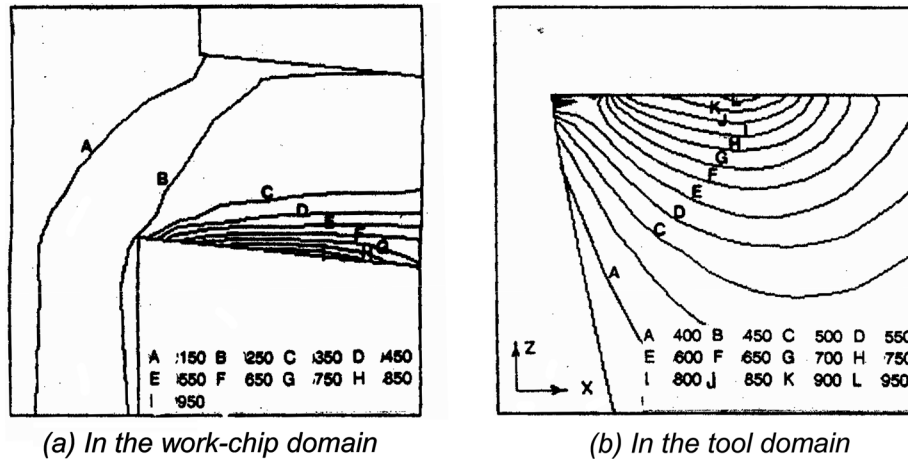 A
B
C
D
E
F
G
H
I
A 150 B 250 C 350 D 450
E 550 F 650 G 750 H 850
I 950
(a) In the work-chip domain
L
K
J
I
H
G
F
E
D
C
A
A 400 B 450 C 500 D 550
E 600 F 650 G 700 H 750
I 800 J 850 K 900 L 950
Z
X
(b) In the tool domain